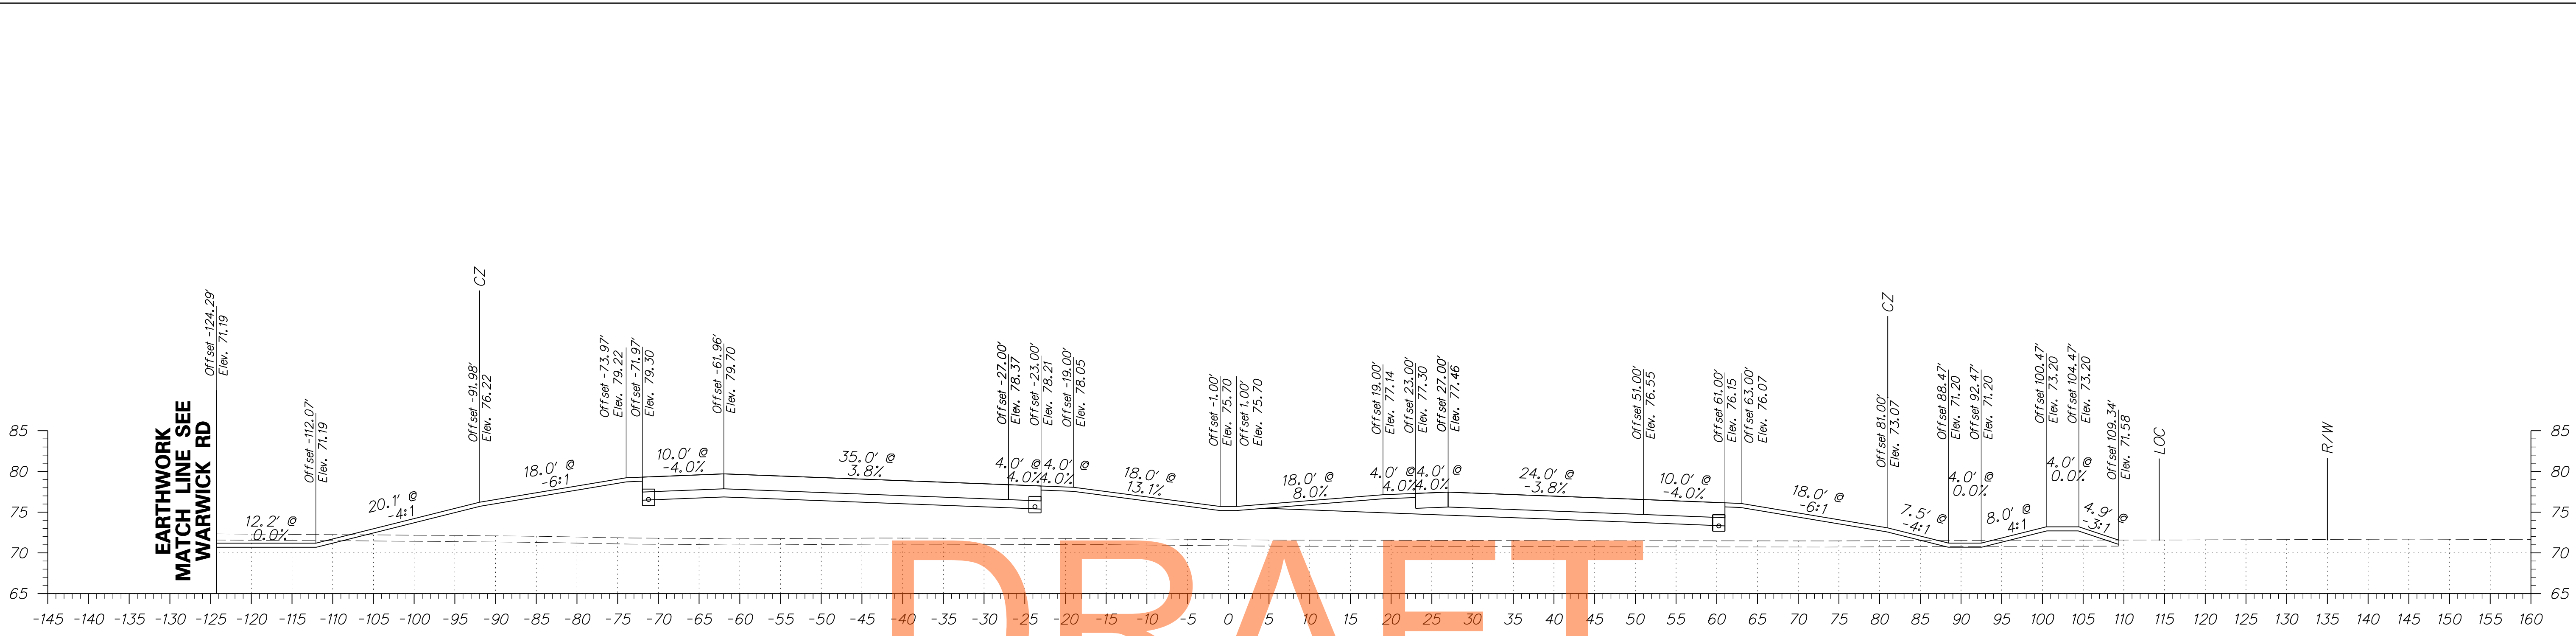 Offset -124.29'
Elev. 71.19
EARTHWORK
MATCH LINE SEE
WARWICK RD
Offset -112.07'
Elev. 71.19
CZ
Offset -91.98'
Elev. 76.22
Offset -73.97'
Elev. 79.22
Offset -71.97'
Elev. 79.30
Offset -61.96'
Elev. 79.70
Offset -27.00'
Elev. 78.37
Offset -23.00'
Elev. 78.21
Offset -19.00'
Elev. 78.05
Offset -1.00'
Elev. 75.70
Offset 1.00'
Elev. 75.70
Offset 19.00'
Elev. 77.14
Offset 23.00'
Elev. 77.30
Offset 27.00'
Elev. 77.46
Offset 51.00'
Elev. 76.55
Offset 61.00'
Elev. 76.15
Offset 63.00'
Elev. 76.07
CZ
Offset 81.00'
Elev. 73.07
Offset 88.47'
Elev. 71.20
Offset 92.47'
Elev. 71.20
Offset 100.47'
Elev. 73.20
Offset 104.47'
Elev. 73.20
Offset 109.34'
Elev. 71.58
LOC
R/W
12.2' @
0.0%
20.1' @
-4:1
18.0' @
-6:1
10.0' @
-4.0%
35.0' @
3.8%
4.0' @
4.0%
4.0' @
4.0%
18.0' @
13.1%
18.0' @
8.0%
4.0' @
4.0%
4.0' @
4.0%
24.0' @
-3.8%
10.0' @
-4.0%
18.0' @
-6:1
7.5' @
-4:1
4.0' @
0.0%
8.0' @
4:1
4.0' @
0.0%
4.9' @
-3:1
85
80
75
70
65
85
80
75
70
65
DRAFT
-145 -140 -135 -130 -125 -120 -115 -110 -105 -100 -95 -90 -85 -80 -75 -70 -65 -60 -55 -50 -45 -40 -35 -30 -25 -20 -15 -10 -5 0 5 10 15 20 25 30 35 40 45 50 55 60 65 70 75 80 85 90 95 100 105 110 115 120 125 130 135 140 145 150 155 160